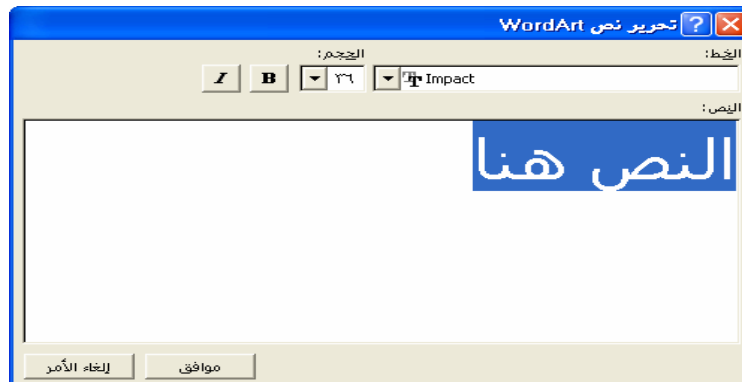 تحرير نص WordArt
الخط:
الحجم:
Impact
٣٦
B
I
النص:
النص هنا
موافق
إلغاء الأمر